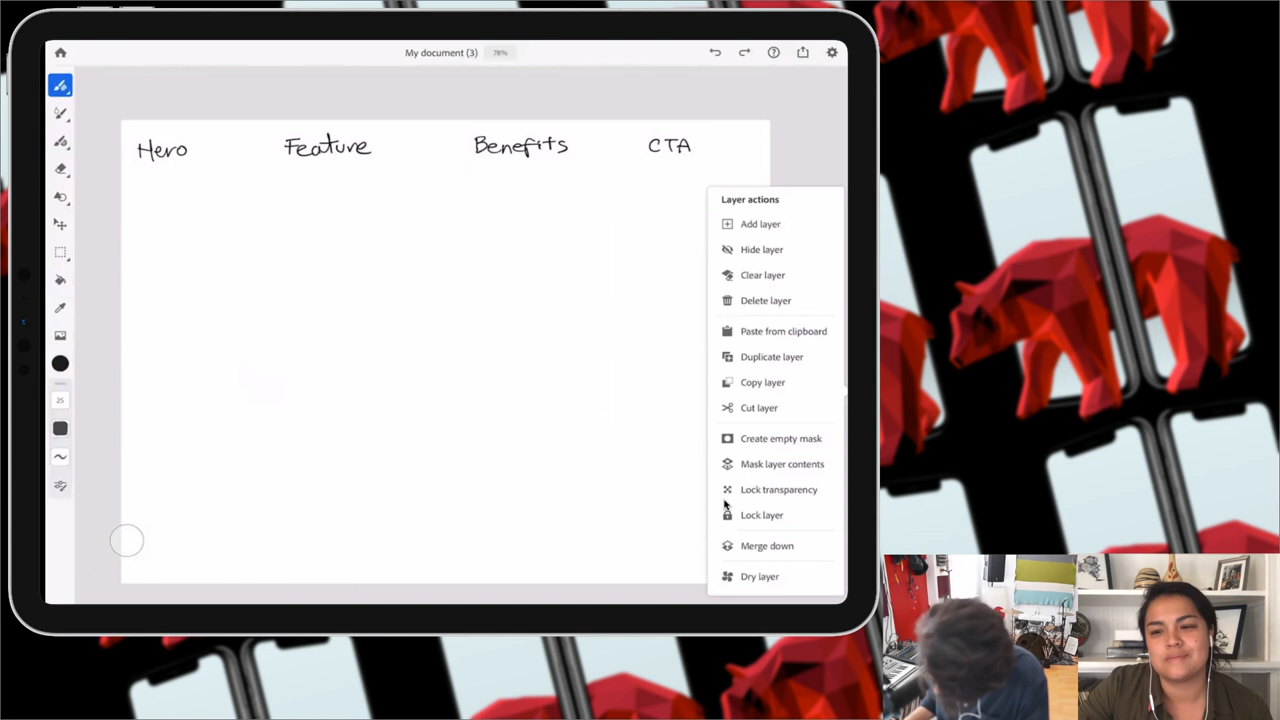 My document (3) 78%
Hero Feature Benefits CTA
25
Layer actions
Add layer
Hide layer
Clear layer
Delete layer
Paste from clipboard
Duplicate layer
Copy layer
Cut layer
Create empty mask
Mask layer contents
Lock transparency
Lock layer
Merge down
Dry layer